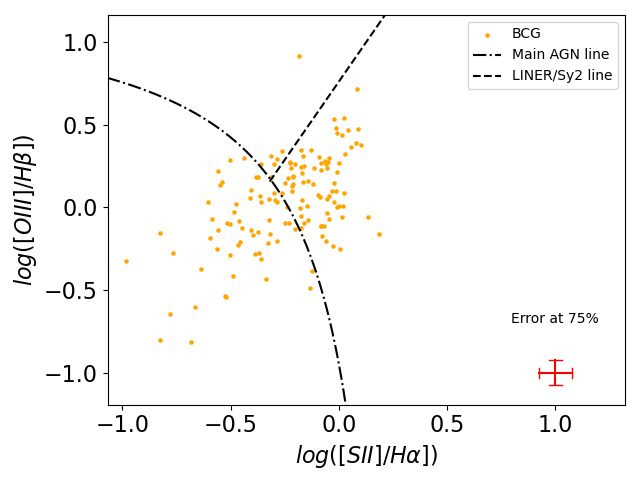 BCG
Main AGN line
LINER/Sy2 line
1.0
0.5
0.0
−0.5
−1.0
log([OIII]/Hβ])
Error at 75%
−1.0
−0.5
0.0
0.5
1.0
log([SII]/Hα])